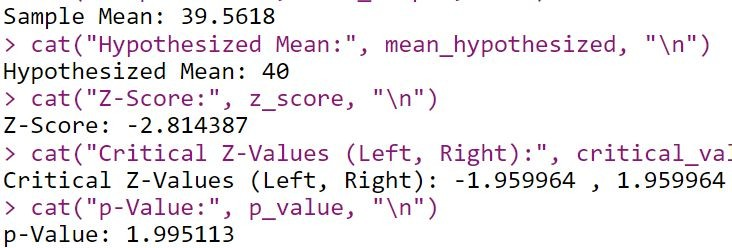 Sample Mean: 39.5618
> cat("Hypothesized Mean:", mean_hypothesized, "\n")
Hypothesized Mean: 40
> cat("Z-Score:", z_score, "\n")
Z-Score: -2.814387
> cat("Critical Z-Values (Left, Right):", critical_val
Critical Z-Values (Left, Right): -1.959964 , 1.959964
> cat("p-Value:", p_value, "\n")
p-Value: 1.995113